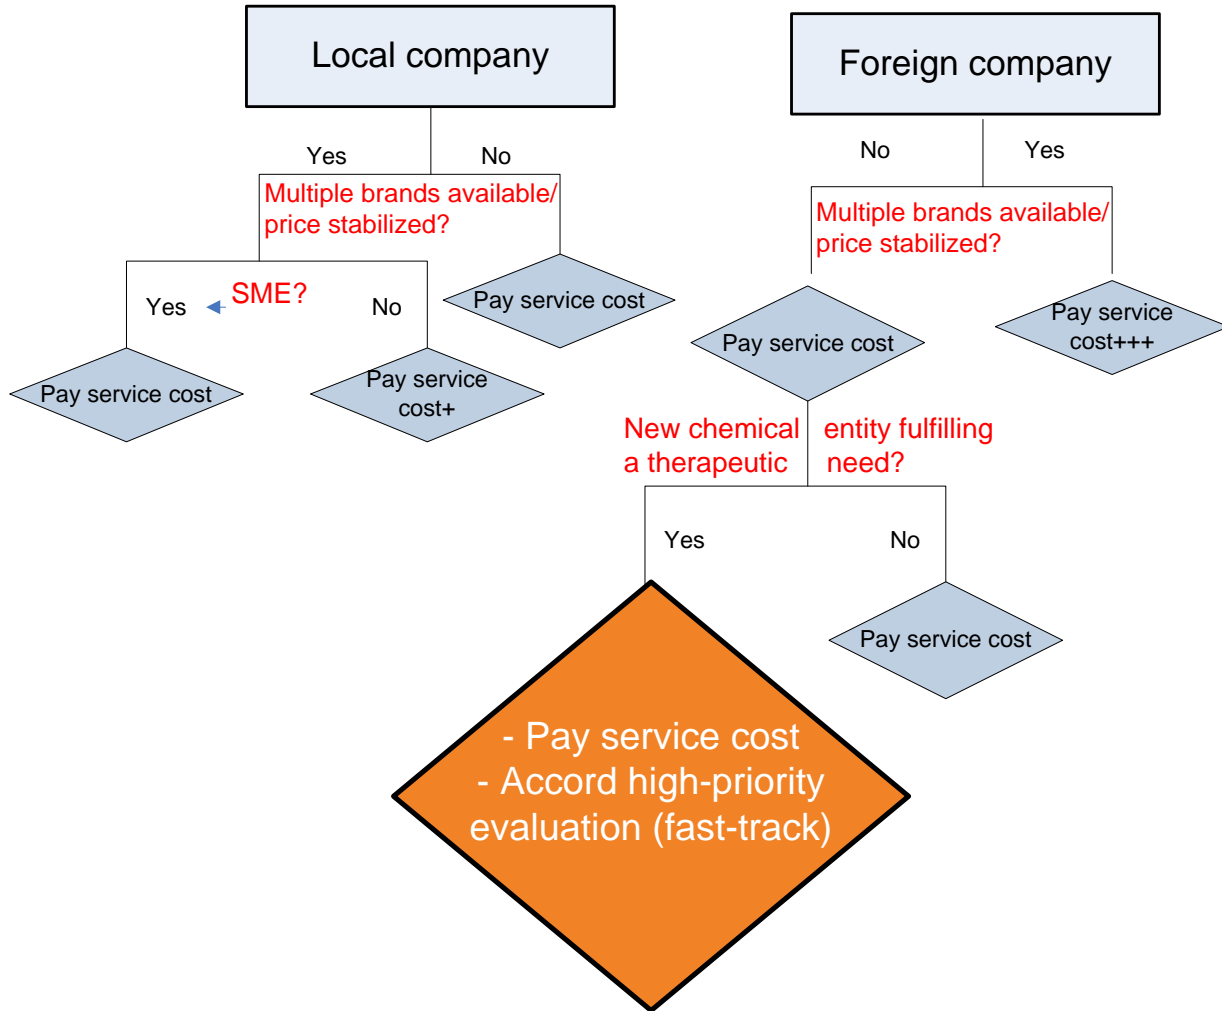 Local company
Foreign company
Yes
No
No
Yes
Multiple brands available/
price stabilized?
Multiple brands available/
price stabilized?
Yes
SME?
No
Pay service cost
Pay service
cost+++
Pay service cost
Pay service cost
Pay service
cost+
New chemical entity fulfilling
a therapeutic need?
Yes
No
Pay service cost
- Pay service cost
- Accord high-priority
evaluation (fast-track)